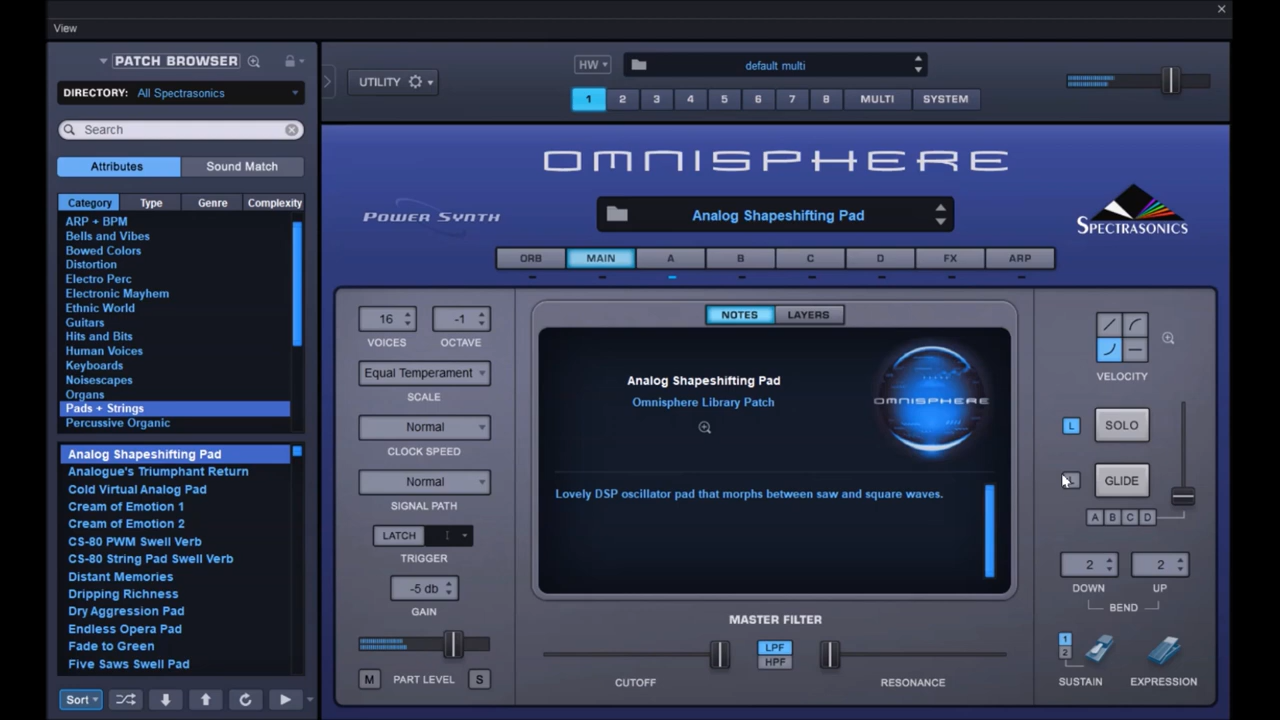 View
PATCH BROWSER
DIRECTORY: All Spectrasonics
Search
Attributes Sound Match
Category Type Genre Complexity
ARP + BPM
Bells and Vibes
Bowed Colors
Distortion
Electro Perc
Electronic Mayhem
Ethnic World
Guitars
Hits and Bits
Human Voices
Keyboards
Noisescapes
Organs
Pads + Strings
Percussive Organic
Analog Shapeshifting Pad
Analogue's Triumphant Return
Cold Virtual Analog Pad
Cream of Emotion 1
Cream of Emotion 2
CS-80 PWM Swell Verb
CS-80 String Pad Swell Verb
Distant Memories
Dripping Richness
Dry Aggression Pad
Endless Opera Pad
Fade to Green
Five Saws Swell Pad
Sort
UTILITY
HW
default multi
1 2 3 4 5 6 7 8 MULTI SYSTEM
OMNISPHERE
POWER SYNTH
Analog Shapeshifting Pad
SPECTRASONICS
ORB MAIN A B C D FX ARP
16 -1
VOICES OCTAVE
Equal Temperament
SCALE
Normal
CLOCK SPEED
Normal
SIGNAL PATH
LATCH
TRIGGER
-5 db
GAIN
M PART LEVEL S
NOTES LAYERS
Analog Shapeshifting Pad
Omnisphere Library Patch
OMNISPHERE
Lovely DSP oscillator pad that morphs between saw and square waves.
MASTER FILTER
LPF
HPF
CUTOFF RESONANCE
VELOCITY
L SOLO
GLIDE
A B C D
2 2
DOWN UP
BEND
1
2
SUSTAIN EXPRESSION